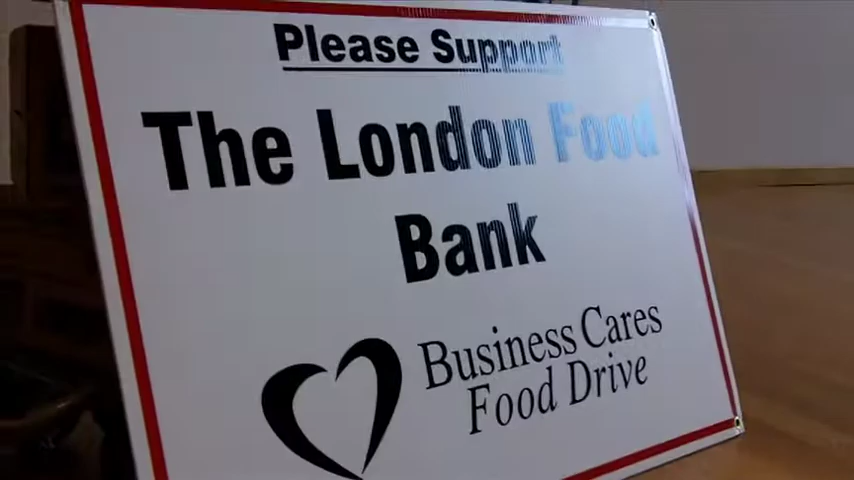 Please Support
The London Food
Bank
Business Cares
Food Drive